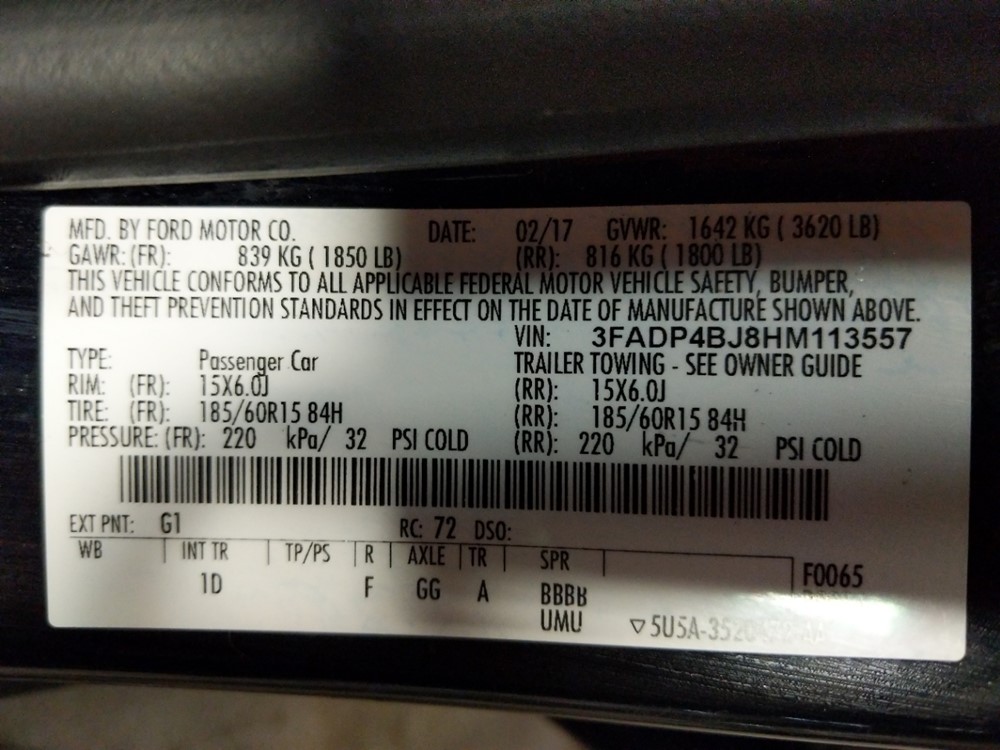 MFD. BY FORD MOTOR CO. DATE: 02/17 GVWR: 1642 KG ( 3620 LB)
GAWR: (FR): 839 KG ( 1850 LB) (RR): 816 KG ( 1800 LB)
THIS VEHICLE CONFORMS TO ALL APPLICABLE FEDERAL MOTOR VEHICLE SAFETY, BUMPER,
AND THEFT PREVENTION STANDARDS IN EFFECT ON THE DATE OF MANUFACTURE SHOWN ABOVE.
VIN: 3FADP4BJ8HM113557
TYPE: Passenger Car TRAILER TOWING - SEE OWNER GUIDE
RIM: (FR): 15X6.0J (RR): 15X6.0J
TIRE: (FR): 185/60R15 84H (RR): 185/60R15 84H
PRESSURE: (FR): 220 kPa/ 32 PSI COLD (RR): 220 kPa/ 32 PSI COLD
EXT PNT: G1 RC: 72 DSO:
WB INT TR TP/PS R AXLE TR SPR
1D F GG A BBBB F0065
UMU ▽5U5A-